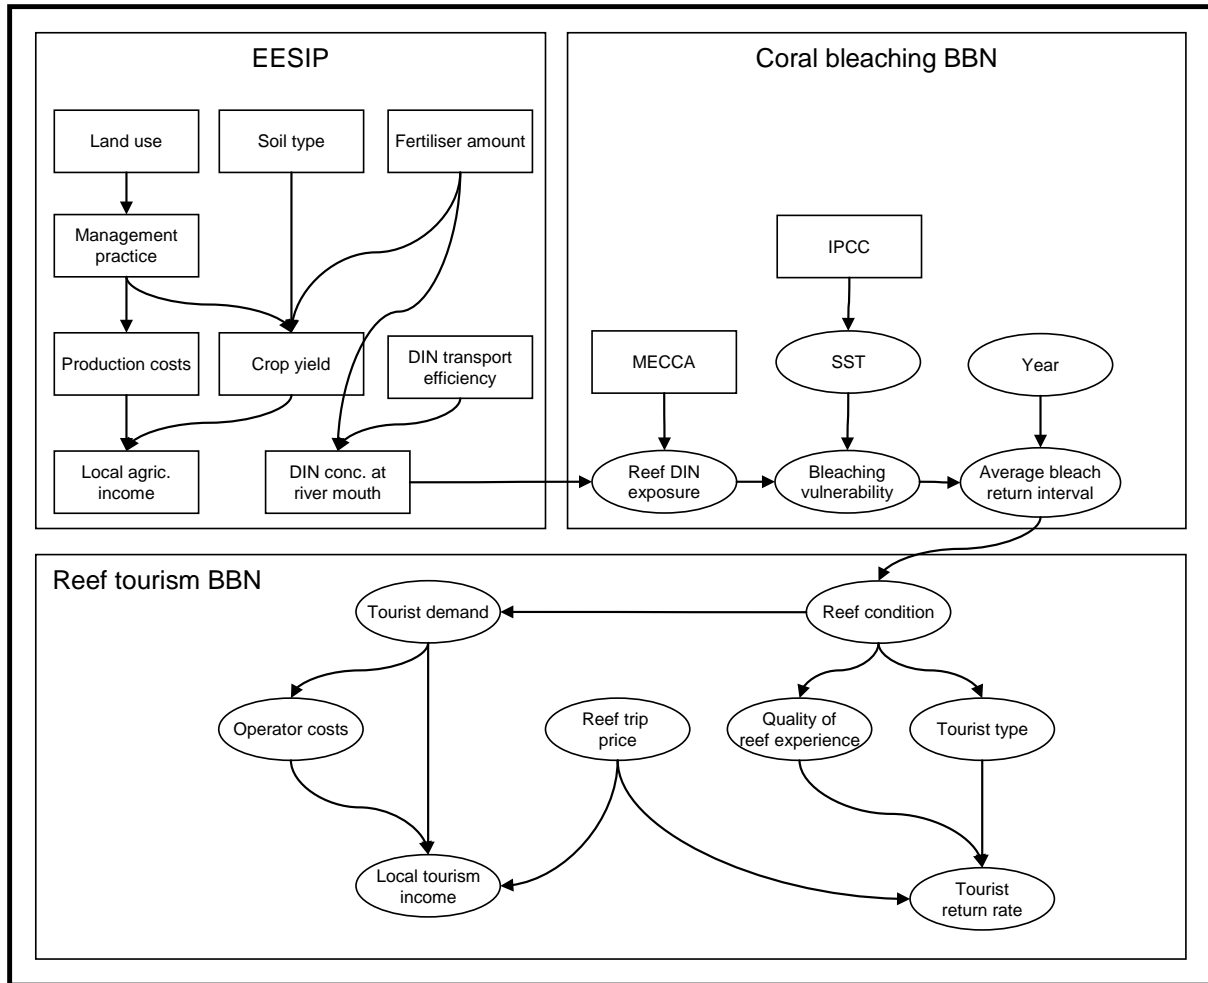 EESIP
Coral bleaching BBN
Land use
Soil type
Fertiliser amount
Management
practice
IPCC
Production costs
Crop yield
DIN transport
efficiency
MECCA
SST
Year
Local agric.
income
DIN conc. at
river mouth
Reef DIN
exposure
Bleaching
vulnerability
Average bleach
return interval
Reef tourism BBN
Tourist demand
Reef condition
Operator costs
Reef trip
price
Quality of
reef experience
Tourist type
Local tourism
income
Tourist
return rate